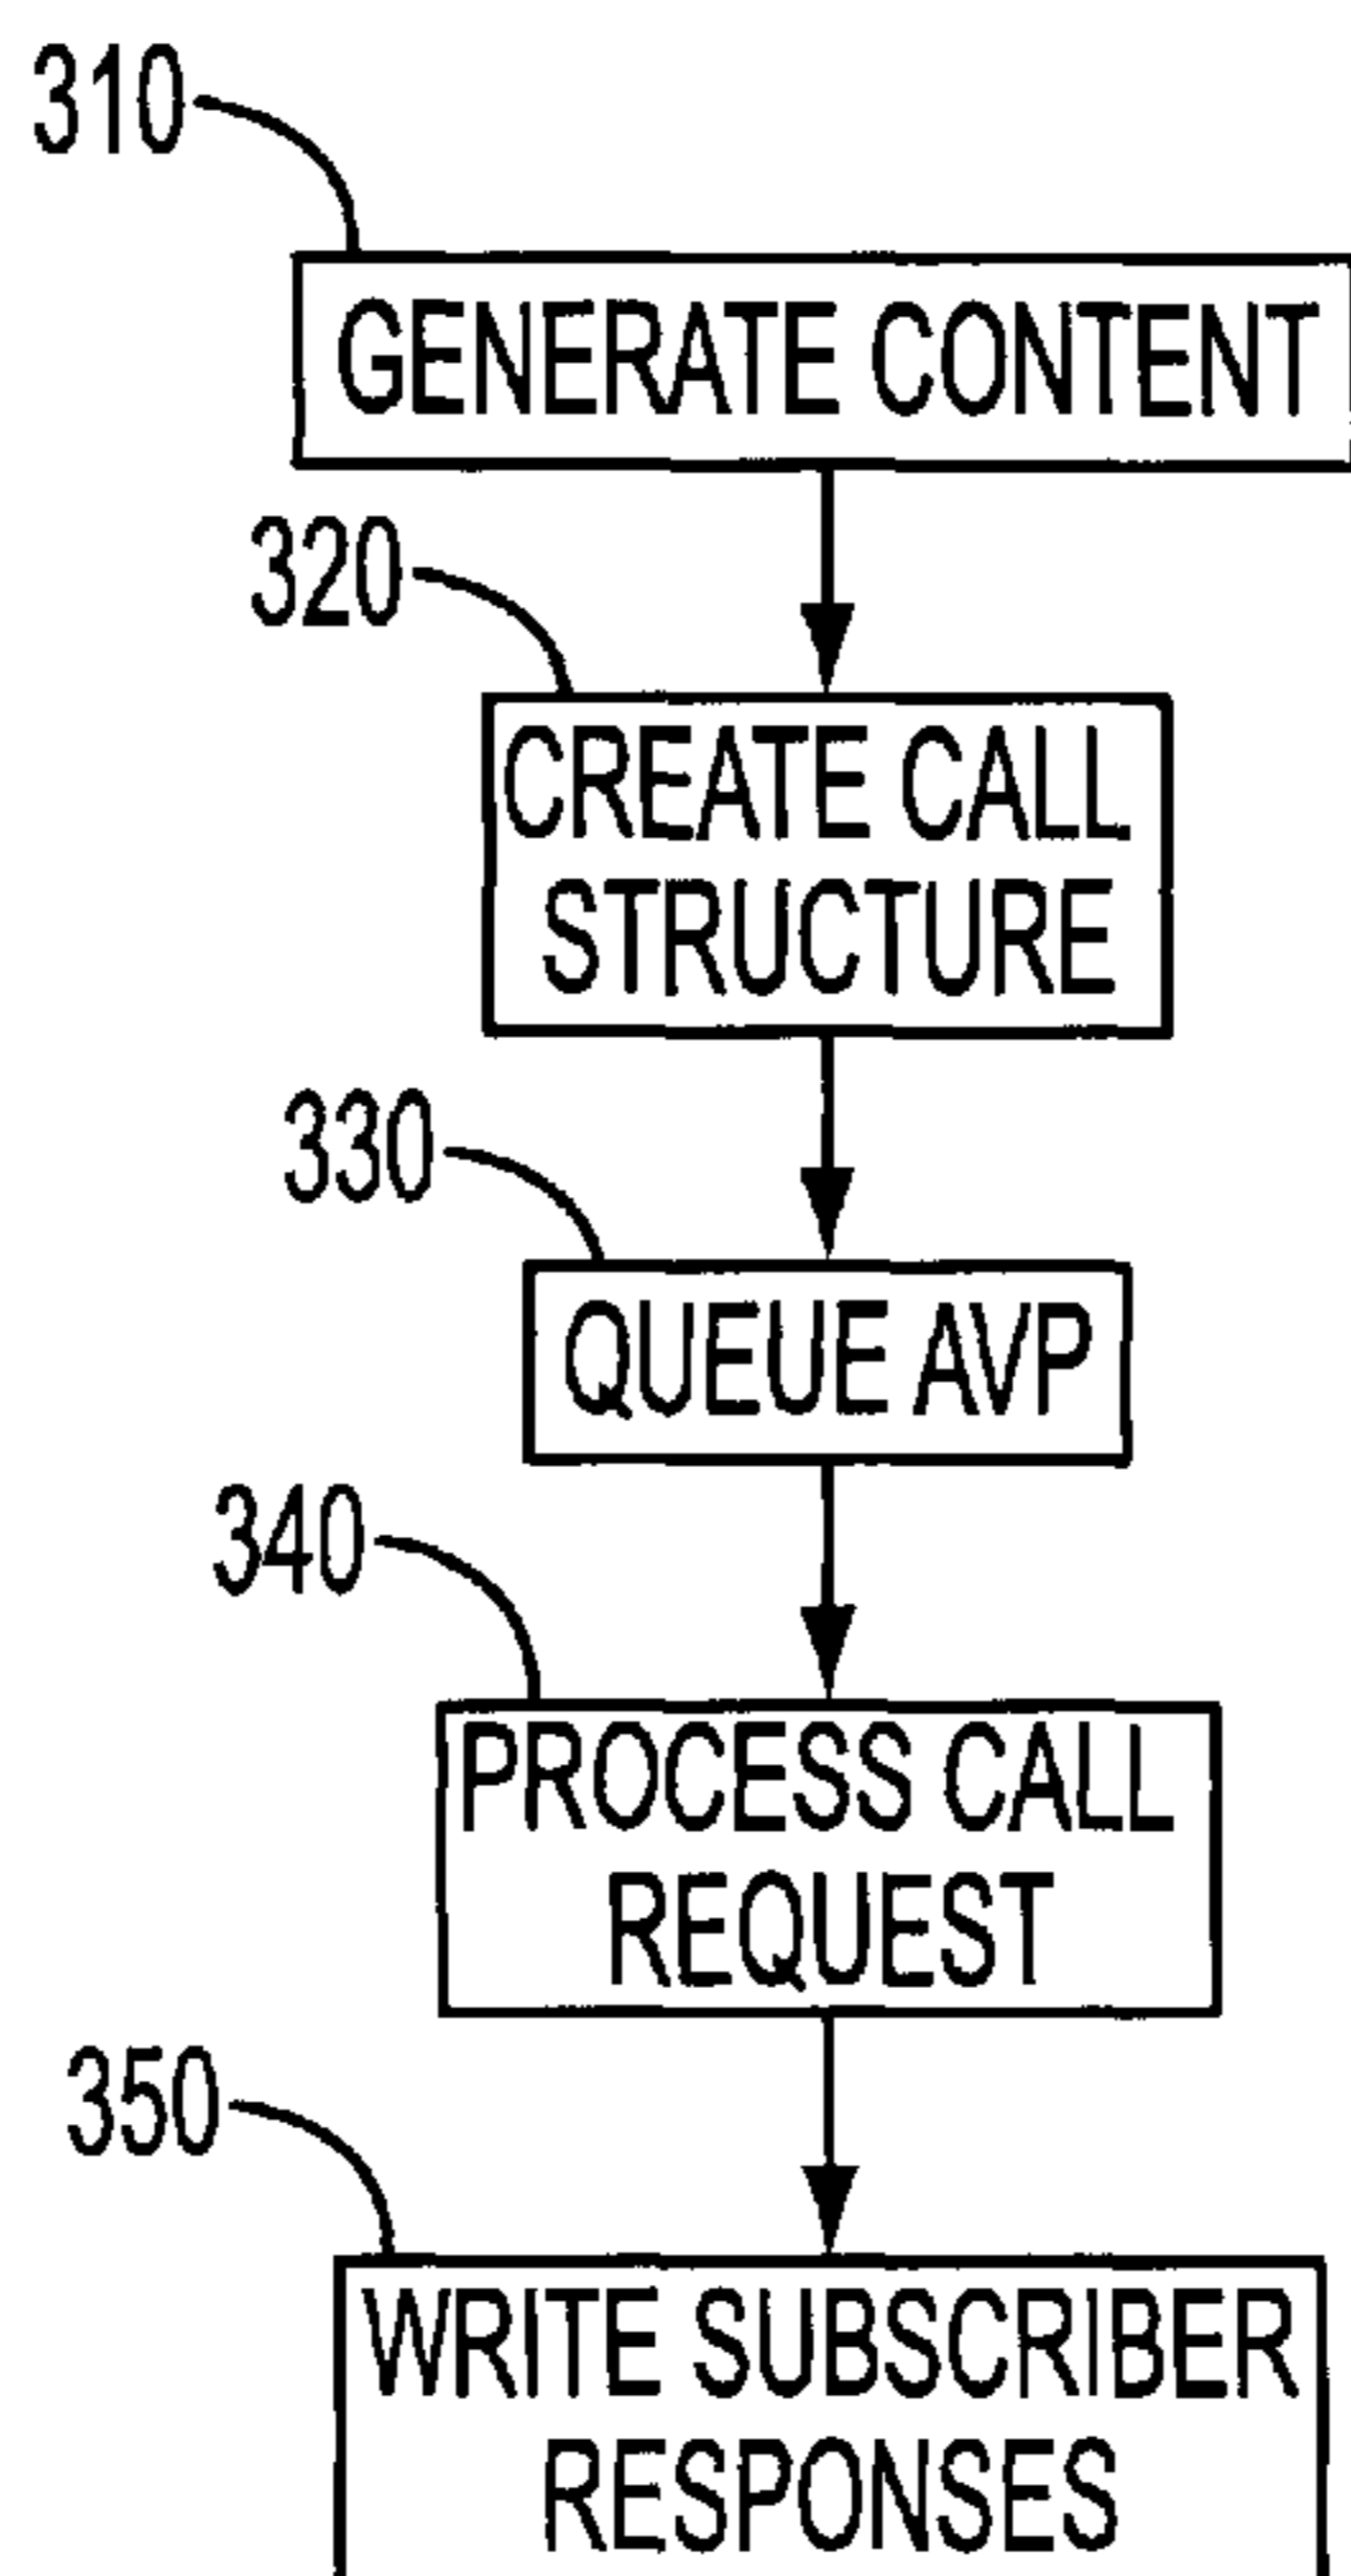 310
GENERATE CONTENT
320
CREATE CALL
STRUCTURE
330
QUEUE AVP
340
PROCESS CALL
REQUEST
350
WRITE SUBSCRIBER
RESPONSES